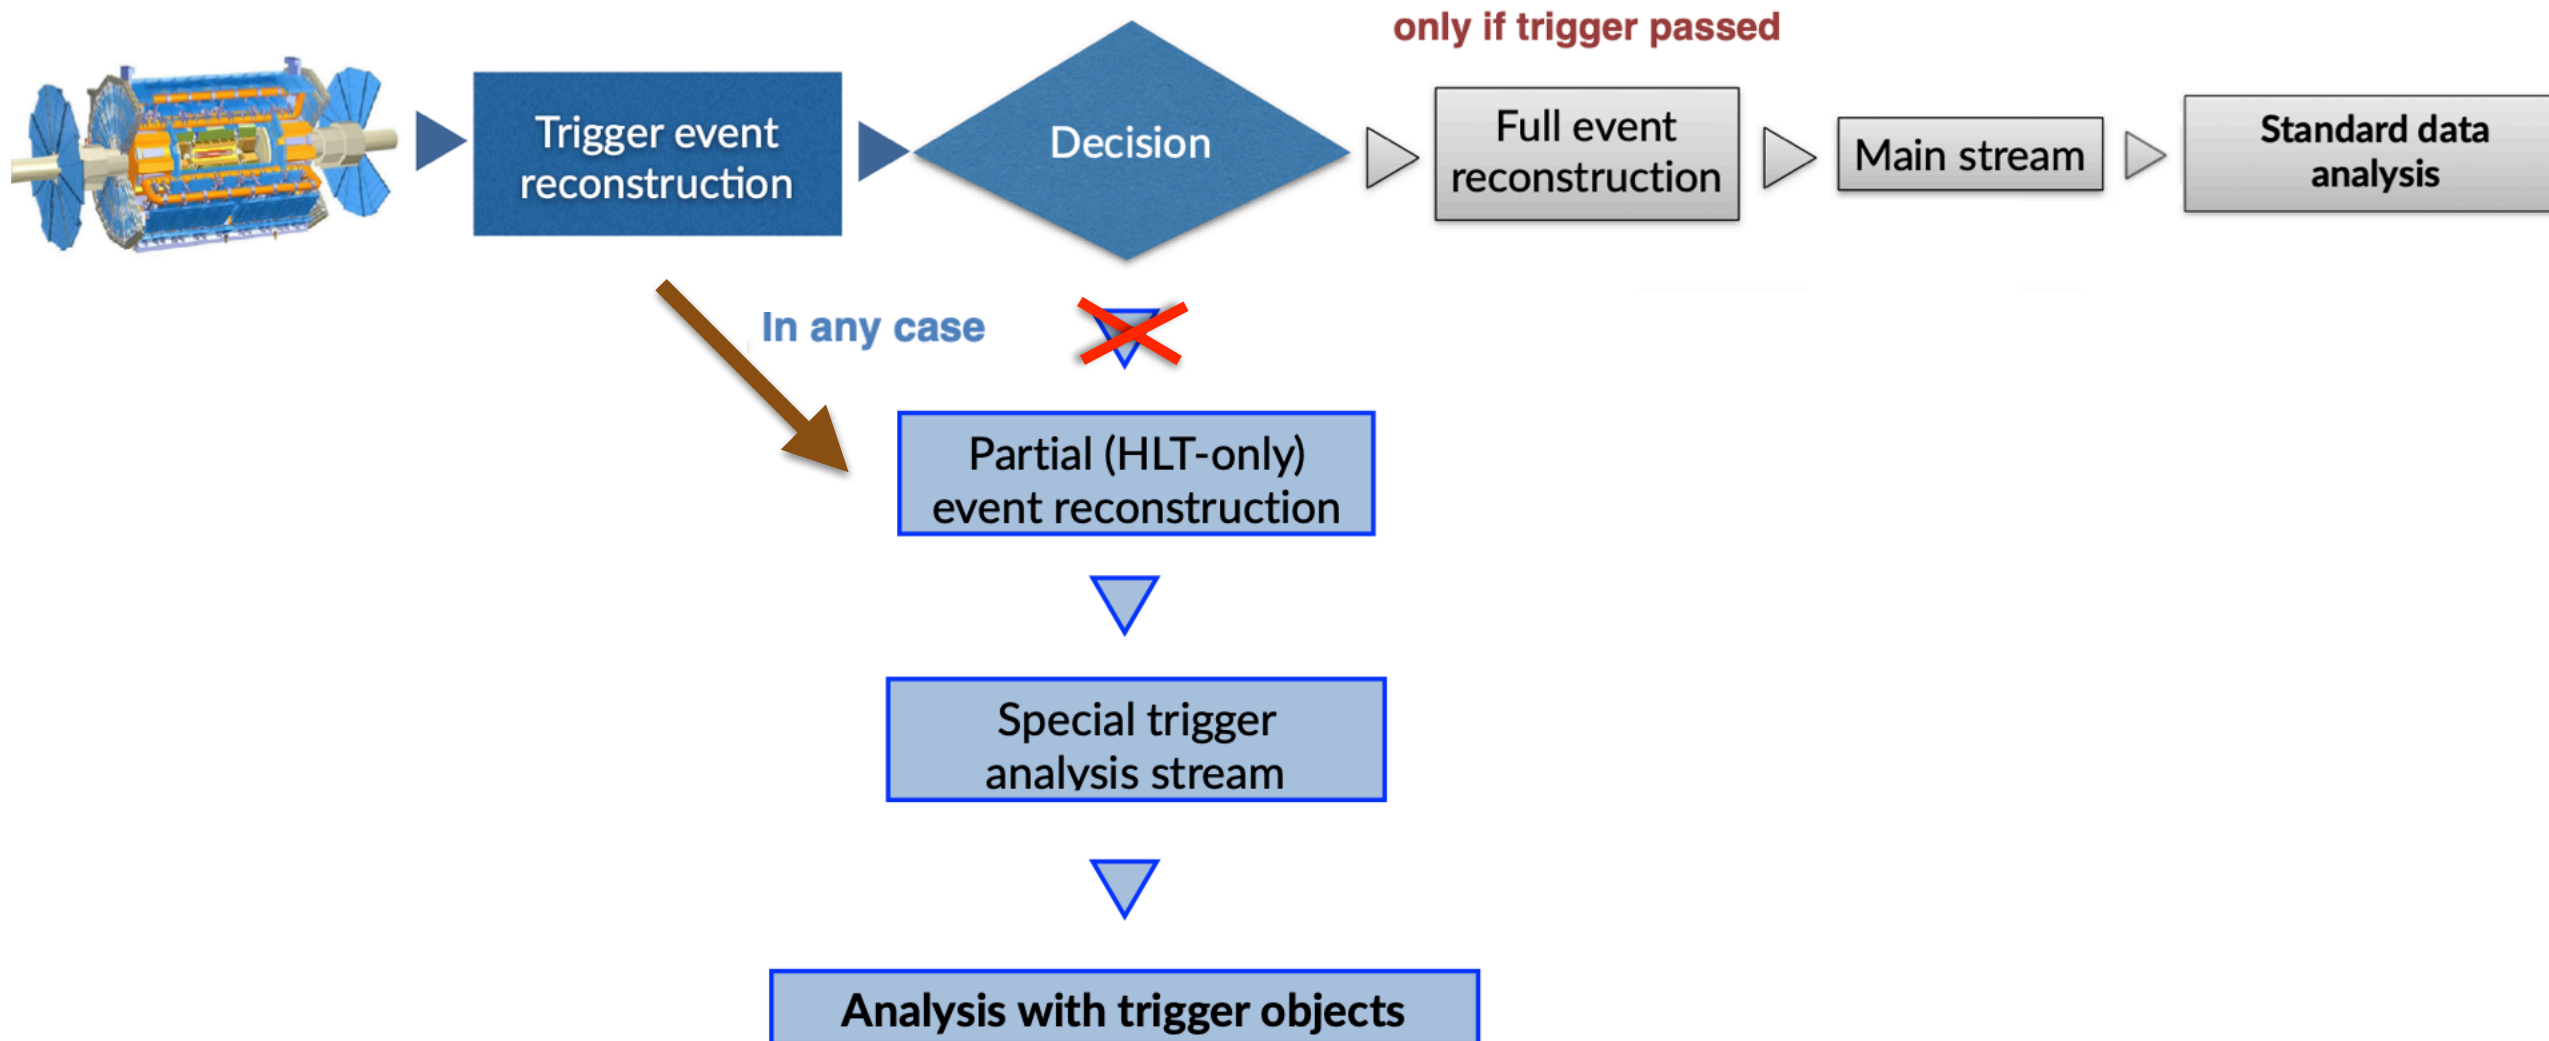 only if trigger passed
Trigger event
reconstruction
Decision
Full event
reconstruction
Main stream
Standard data
analysis
In any case
Partial (HLT-only)
event reconstruction
Special trigger
analysis stream
Analysis with trigger objects